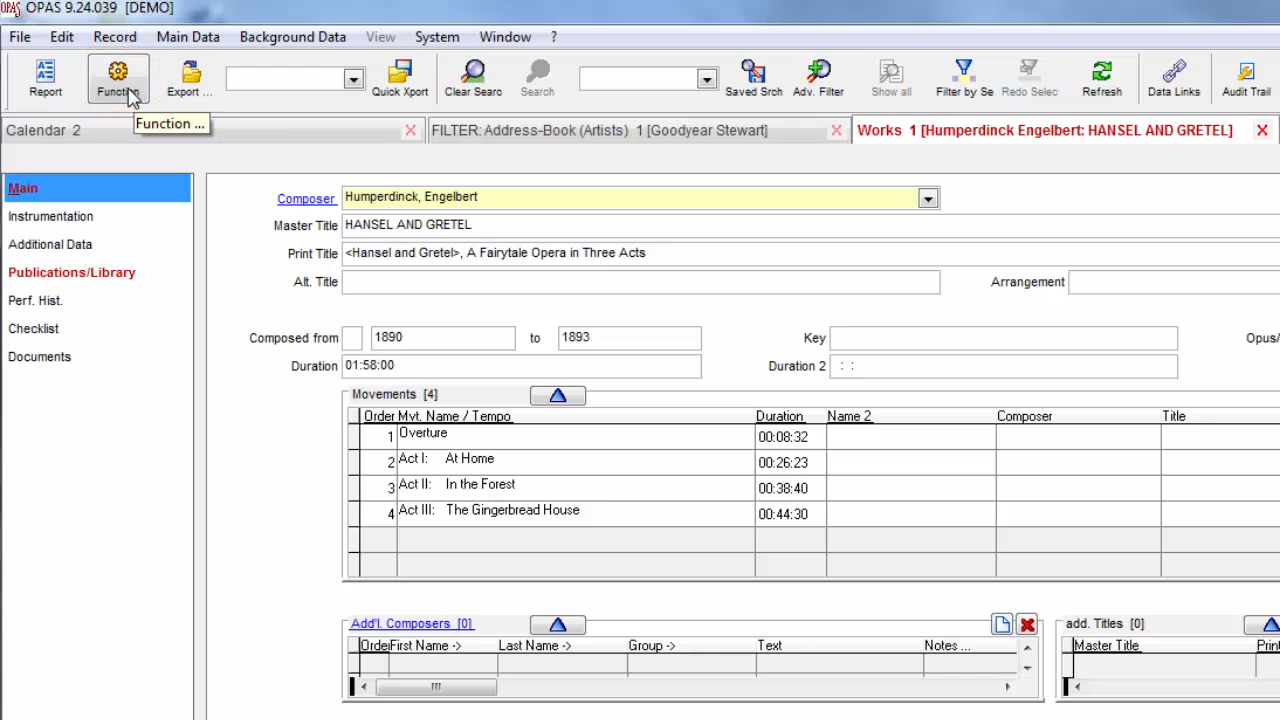 OPAS OPAS 9.24.039 [DEMO]
File Edit Record Main Data Background Data View System Window ?
Report Function Export ... Quick Xport Clear Searc Search Saved Srch Adv. Filter Show all Filter by Se Redo Selec Refresh Data Links Audit Trail
Function ...
Calendar 2 FILTER: Address-Book (Artists) 1 [Goodyear Stewart] Works 1 [Humperdinck Engelbert: HANSEL AND GRETEL]
Main
Instrumentation
Additional Data
Publications/Library
Perf. Hist.
Checklist
Documents
Composer Humperdinck, Engelbert
Master Title HANSEL AND GRETEL
Print Title <Hansel and Gretel>, A Fairytale Opera in Three Acts
Alt. Title Arrangement
Composed from 1890 to 1893 Key Opus/
Duration 01:58:00 Duration 2 : :
Movements [4]
Order Mvt. Name / Tempo Duration Name 2 Composer Title
1 Overture 00:08:32
2 Act I: At Home 00:26:23
3 Act II: In the Forest 00:38:40
4 Act III: The Gingerbread House 00:44:30
Add'l. Composers [0] add. Titles [0]
Orde First Name -> Last Name -> Group -> Text Notes ... Master Title Print